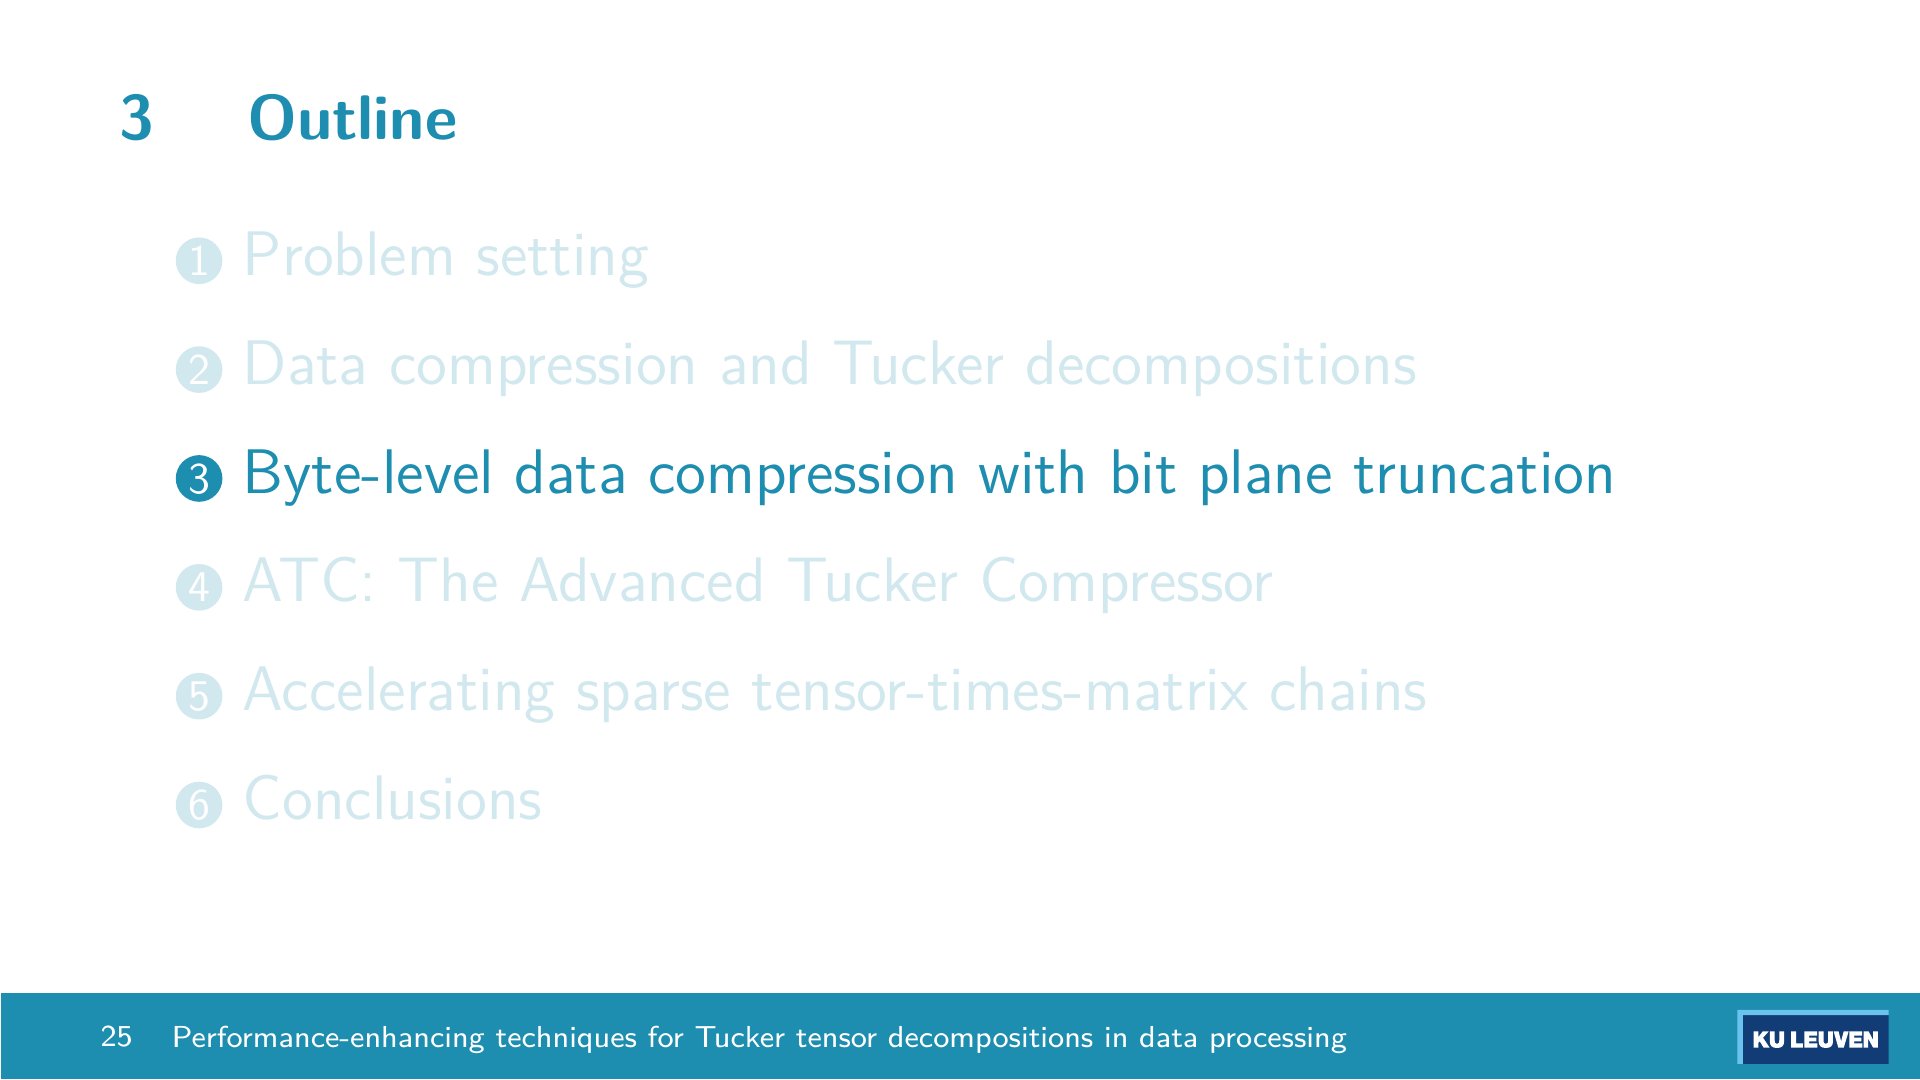 3 Outline
1 Problem setting
2 Data compression and Tucker decompositions
3 Byte-level data compression with bit plane truncation
4 ATC: The Advanced Tucker Compressor
5 Accelerating sparse tensor-times-matrix chains
6 Conclusions
25 Performance-enhancing techniques for Tucker tensor decompositions in data processing
KU LEUVEN